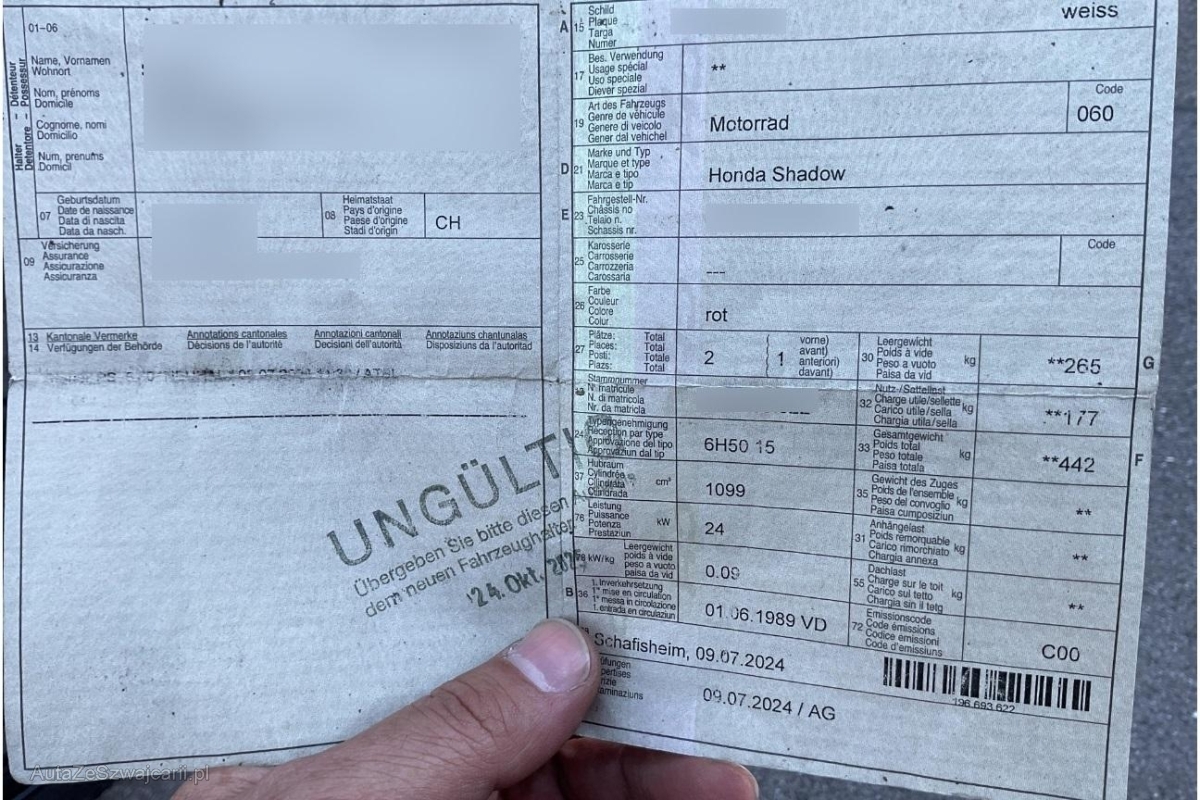 01-06
Halter - Détenteur
Detentore - Possessur
Name, Vornamen
Wohnort
Nom, prénoms
Domicile
Cognome, nomi
Domicilio
Num, prenums
Domicil
07
Geburtsdatum
Date de naissance
Data di nascita
Data da nasch.
08
Heimatstaat
Pays d'origine
Paese d'origine
Stadi d'origin
CH
09
Versicherung
Assurance
Assicurazione
Assicuranza
13 Kantonale Vermerke Annotations cantonales Annotazioni cantonali Annotaziuns chantunalas
14 Verfügungen der Behörde Décisions de l'autorité Decisioni dell'autorità Disposiziuns da l'autoritad
UNGÜLTI
Übergeben Sie bitte diesen
dem neuen Fahrzeughalter
24. Okt.
A 15
Schild
Plaque
Targa
Numer
weiss
17
Bes. Verwendung
Usage spécial
Uso speciale
Diever spezial
**
19
Art des Fahrzeugs
Genre de véhicule
Genere di veicolo
Gener dal vehichel
Motorrad
Code
060
D 21
Marke und Typ
Marque et type
Marca e tipo
Marca e tip
Honda Shadow
E 23
Fahrgestell-Nr.
Châssis no
Telaio n.
Schassis nr.
25
Karosserie
Carrosserie
Carrozzeria
Carossaria
---
Code
26
Farbe
Couleur
Colore
Colur
rot
27
Plätze: Total
Places: Total
Posti: Totale
Plazs: Total
2
( 1
vorne)
avant)
anteriori)
davant)
30
Leergewicht
Poids à vide
Peso a vuoto
Paisa da vid
kg
**265
G
Stammnummer
N° matricule
N. di matricola
Nr. da matricla
32
Nutz-/Sattellast
Charge utile/sellette
Carico utile/sella
Chargia utila/sella
kg
**177
24
Typengenehmigung
Réception par type
Approvazione del tipo
Approvaziun dal tip
6H50 15
33
Gesamtgewicht
Poids total
Peso totale
Paisa totala
kg
**442
F
37
Hubraum
Cylindrée
Cilindrata
Cilindrada
cm³
1099
35
Gewicht des Zuges
Poids de l'ensemble
Peso del convoglio
Paisa cumposiziun
kg
**
76
Leistung
Puissance
Potenza
Prestaziun
kW
24
31
Anhängelast
Poids remorquable
Carico rimorchiato
Chargia annexa
kg
**
78 kW/kg
Leergewicht
poids à vide
peso a vuoto
paisa da vid
0.09
55
Dachlast
Charge sur le toit
Carico sul tetto
Chargia sin il tetg
kg
**
B 36
1. Inverkehrsetzung
1re mise en circulation
1a messa in circolazione
1. entrada en circulaziun
01.06.1989 VD
72
Emissionscode
Code émissions
Codice emissioni
Code d'emissiuns
C00
Schafisheim, 09.07.2024
196.693.622
09.07.2024 / AG
AutaZeSzwajcarii.pl